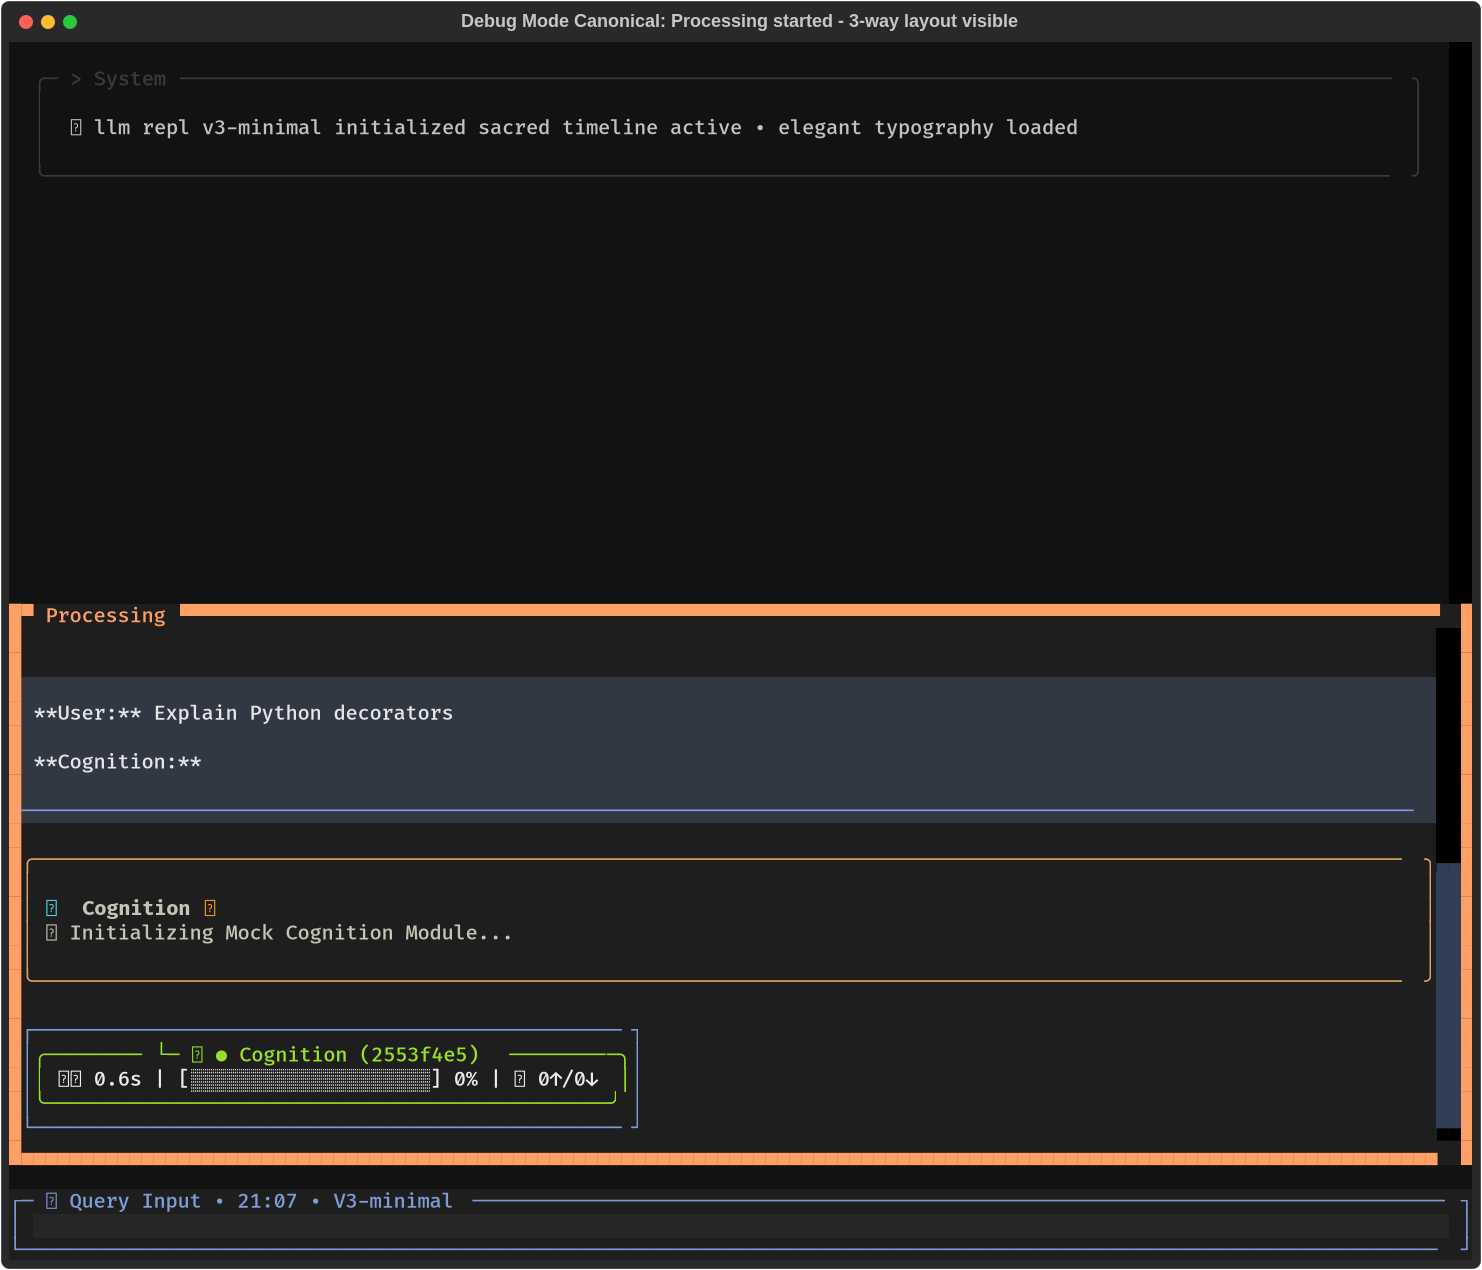 Debug Mode Canonical: Processing started - 3-way layout visible
> System
llm repl v3-minimal initialized sacred timeline active • elegant typography loaded
Processing
**User:** Explain Python decorators
**Cognition:**
Cognition
Initializing Mock Cognition Module...
└─ ● Cognition (2553f4e5)
0.6s | [░░░░░░░░░░░░░░░░░░░░] 0% | 0↑/0↓
Query Input • 21:07 • V3-minimal